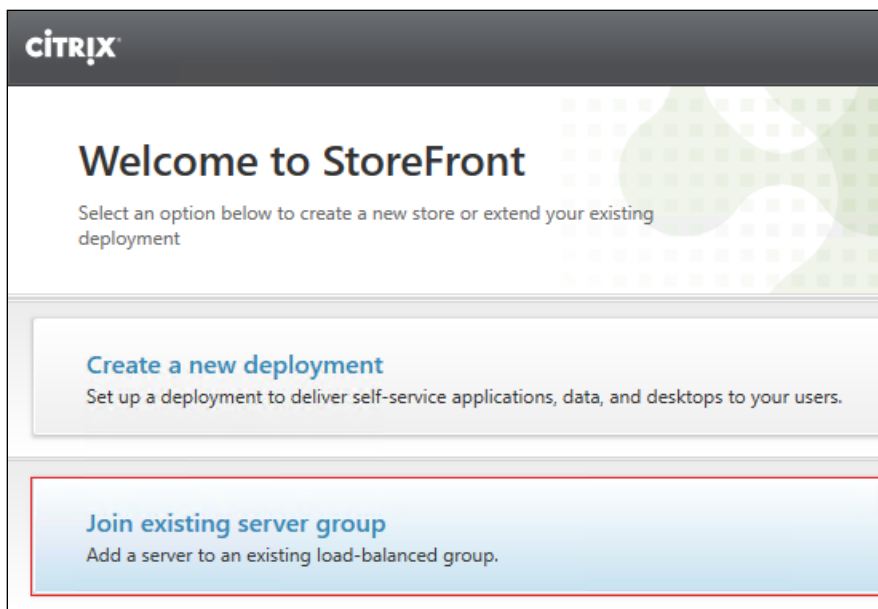 CITRIX
Welcome to StoreFront
Select an option below to create a new store or extend your existing
deployment
Create a new deployment
Set up a deployment to deliver self-service applications, data, and desktops to your users.
Join existing server group
Add a server to an existing load-balanced group.